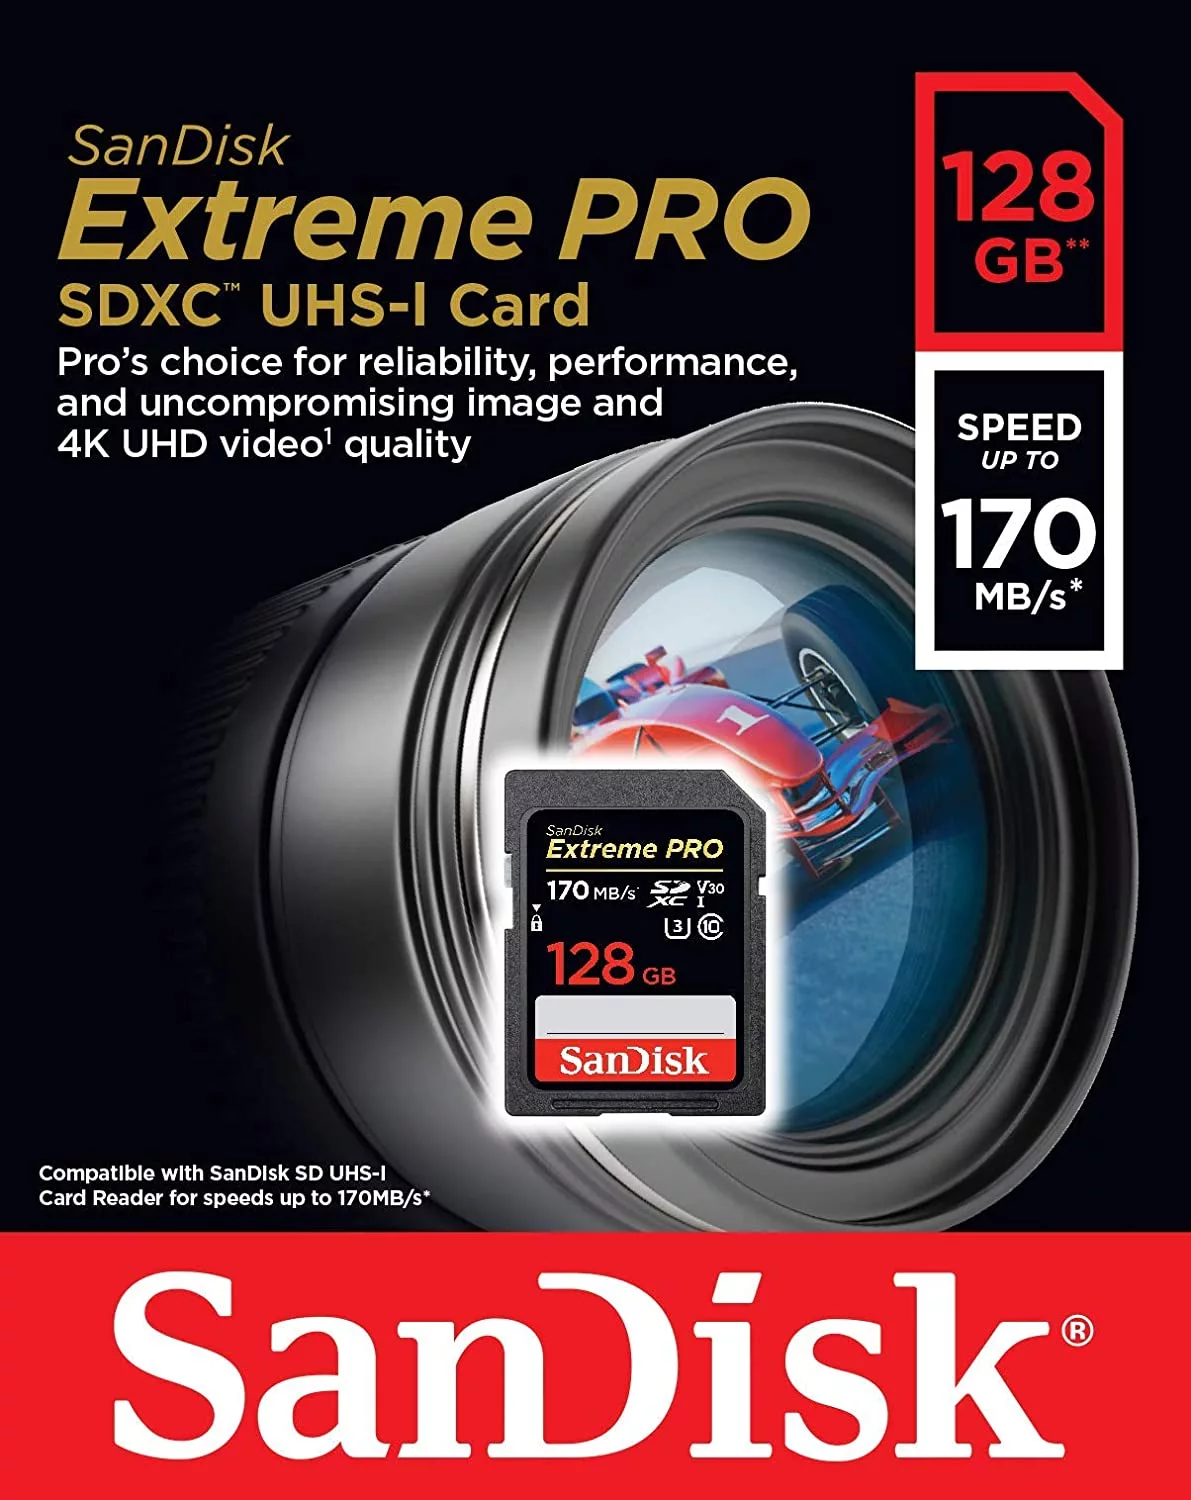 SanDisk
Extreme PRO
SDXC™ UHS-I Card
Pro's choice for reliability, performance,
and uncompromising image and
4K UHD video¹ quality
128
GB**
SPEED
UP TO
170
MB/s*
1
SanDisk
Extreme PRO
170 MB/s*
SD XC I V30
3 10
128 GB
SanDisk
Compatible with SanDisk SD UHS-I
Card Reader for speeds up to 170MB/s*
SanDisk®